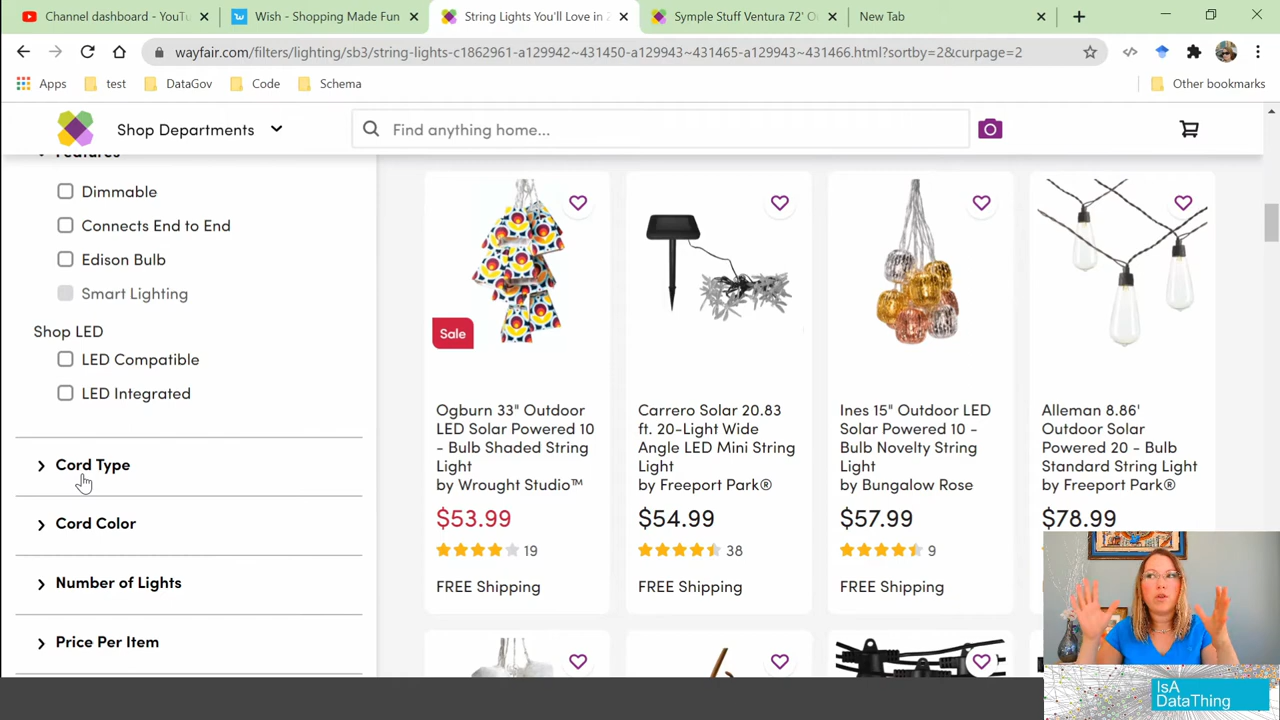 Channel dashboard - YouTu
Wish - Shopping Made Fun
String Lights You'll Love in 2
Symple Stuff Ventura 72' O
New Tab
wayfair.com/filters/lighting/sb3/string-lights-c1862961-a129942~431450-a129943~431465-a129943~431466.html?sortby=2&curpage=2
Apps
test
DataGov
Code
Schema
Other bookmarks
Shop Departments
Find anything home...
Features
Dimmable
Connects End to End
Edison Bulb
Smart Lighting
Shop LED
LED Compatible
LED Integrated
Cord Type
Cord Color
Number of Lights
Price Per Item
Sale
Ogburn 33" Outdoor
LED Solar Powered 10
- Bulb Shaded String
Light
by Wrought Studio™
$53.99
19
FREE Shipping
Carrero Solar 20.83
ft. 20-Light Wide
Angle LED Mini String
Light
by Freeport Park®
$54.99
38
FREE Shipping
Ines 15" Outdoor LED
Solar Powered 10 -
Bulb Novelty String
Light
by Bungalow Rose
$57.99
9
FREE Shipping
Alleman 8.86'
Outdoor Solar
Powered 20 - Bulb
Standard String Light
by Freeport Park®
$78.99
IsA
DataThing